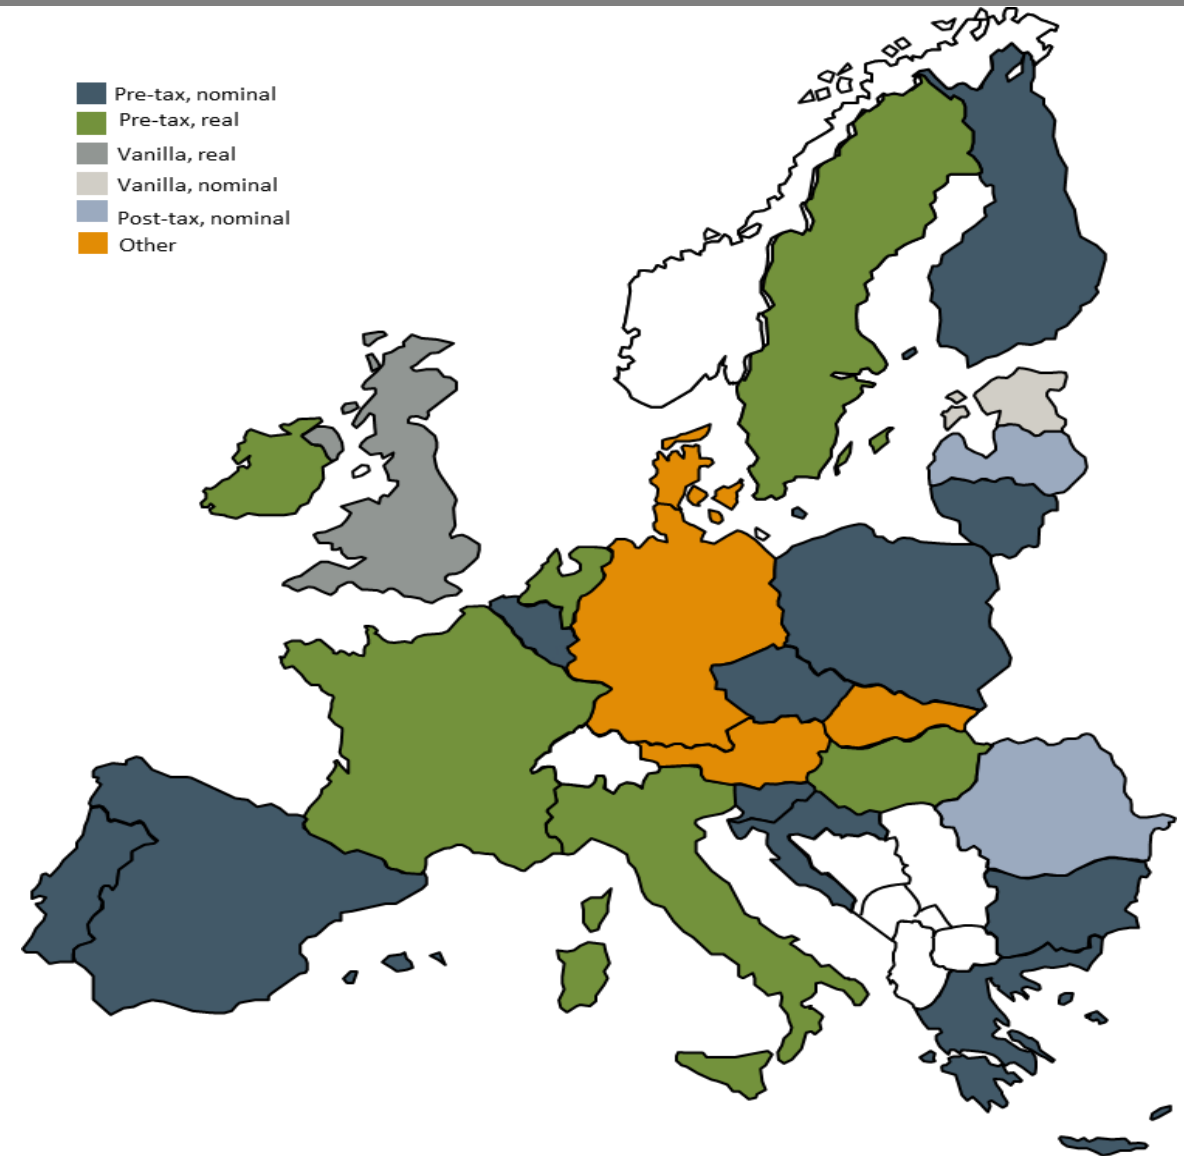 Pre-tax, nominal
Pre-tax, real
Vanilla, real
Vanilla, nominal
Post-tax, nominal
Other